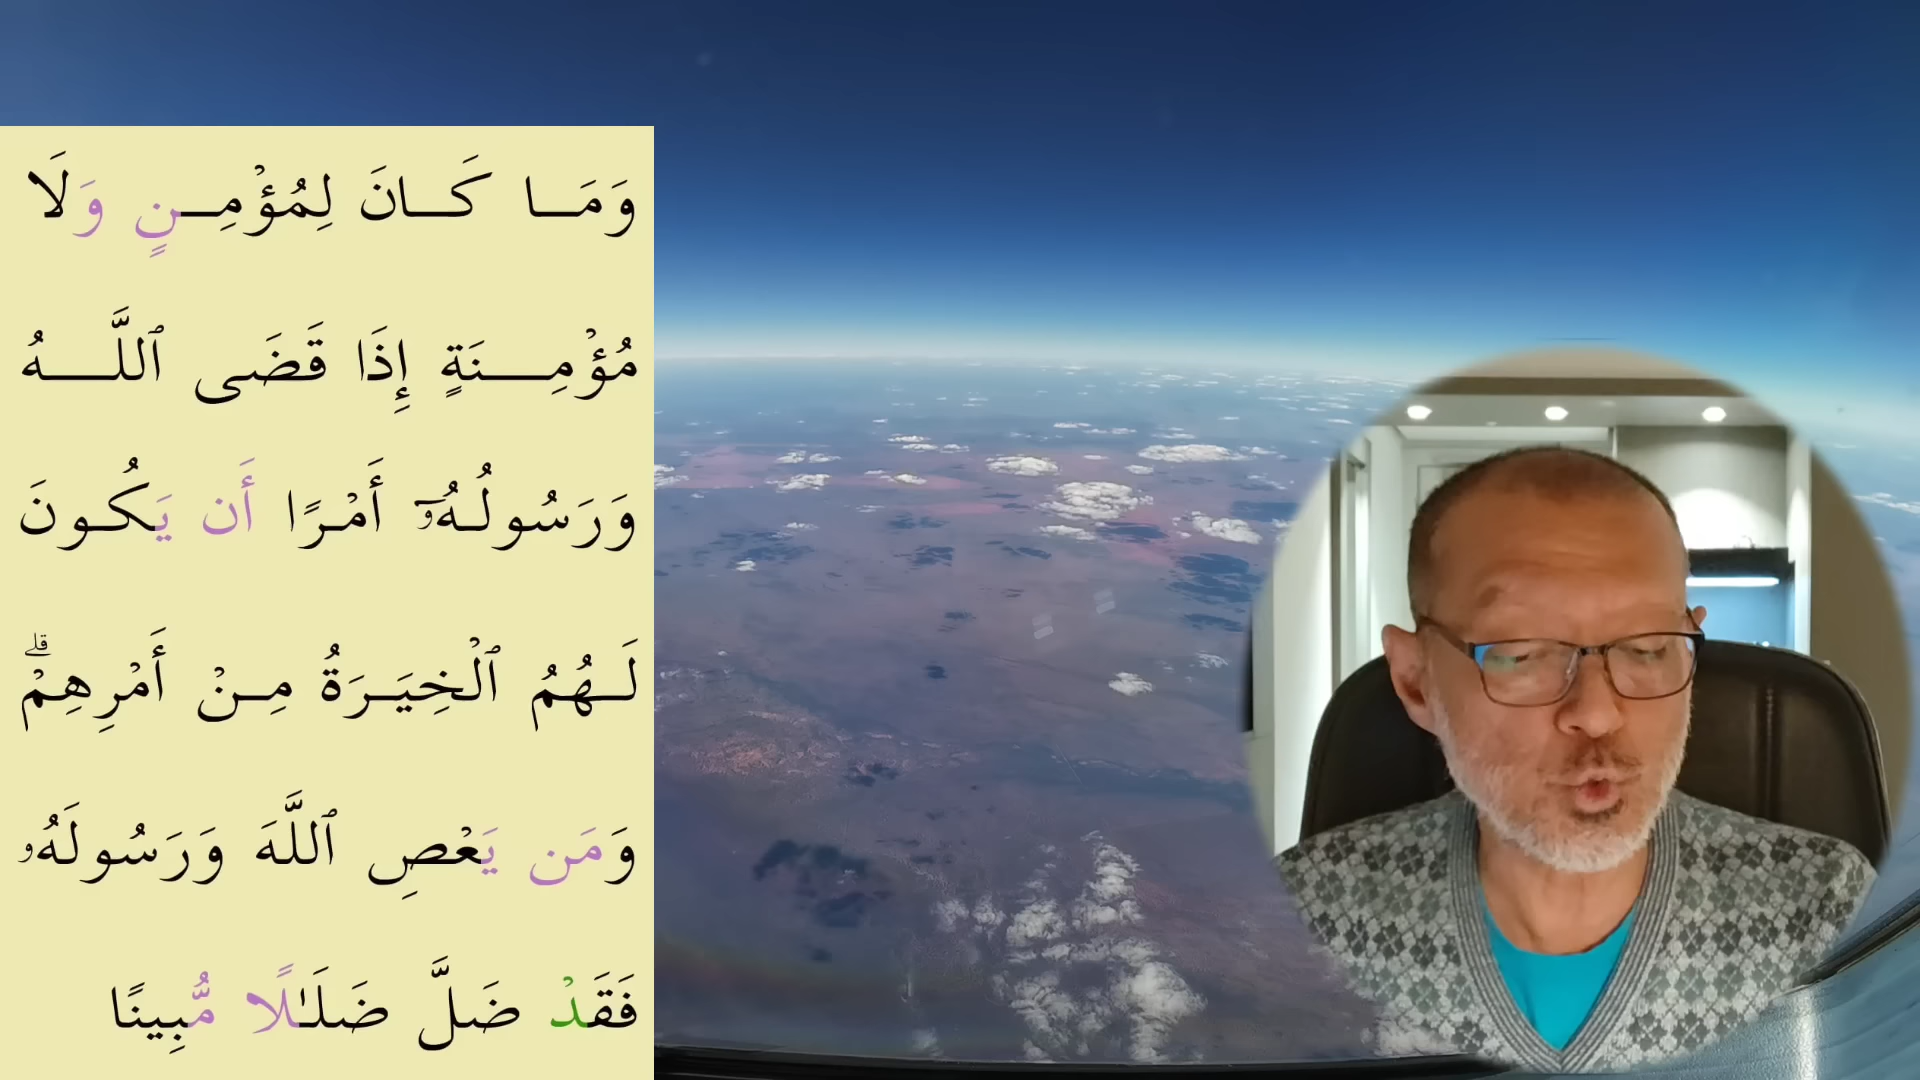 وَمَا كَانَ لِمُؤْمِنٍ وَلَا
مُؤْمِنَةٍ إِذَا قَضَى ٱللَّهُ
وَرَسُولُهُۥٓ أَمْرًا أَن يَكُونَ
لَهُمُ ٱلْخِيَرَةُ مِنْ أَمْرِهِمْ ۗ
وَمَن يَعْصِ ٱللَّهَ وَرَسُولَهُۥ
فَقَدْ ضَلَّ ضَلَـٰلًا مُّبِينًا